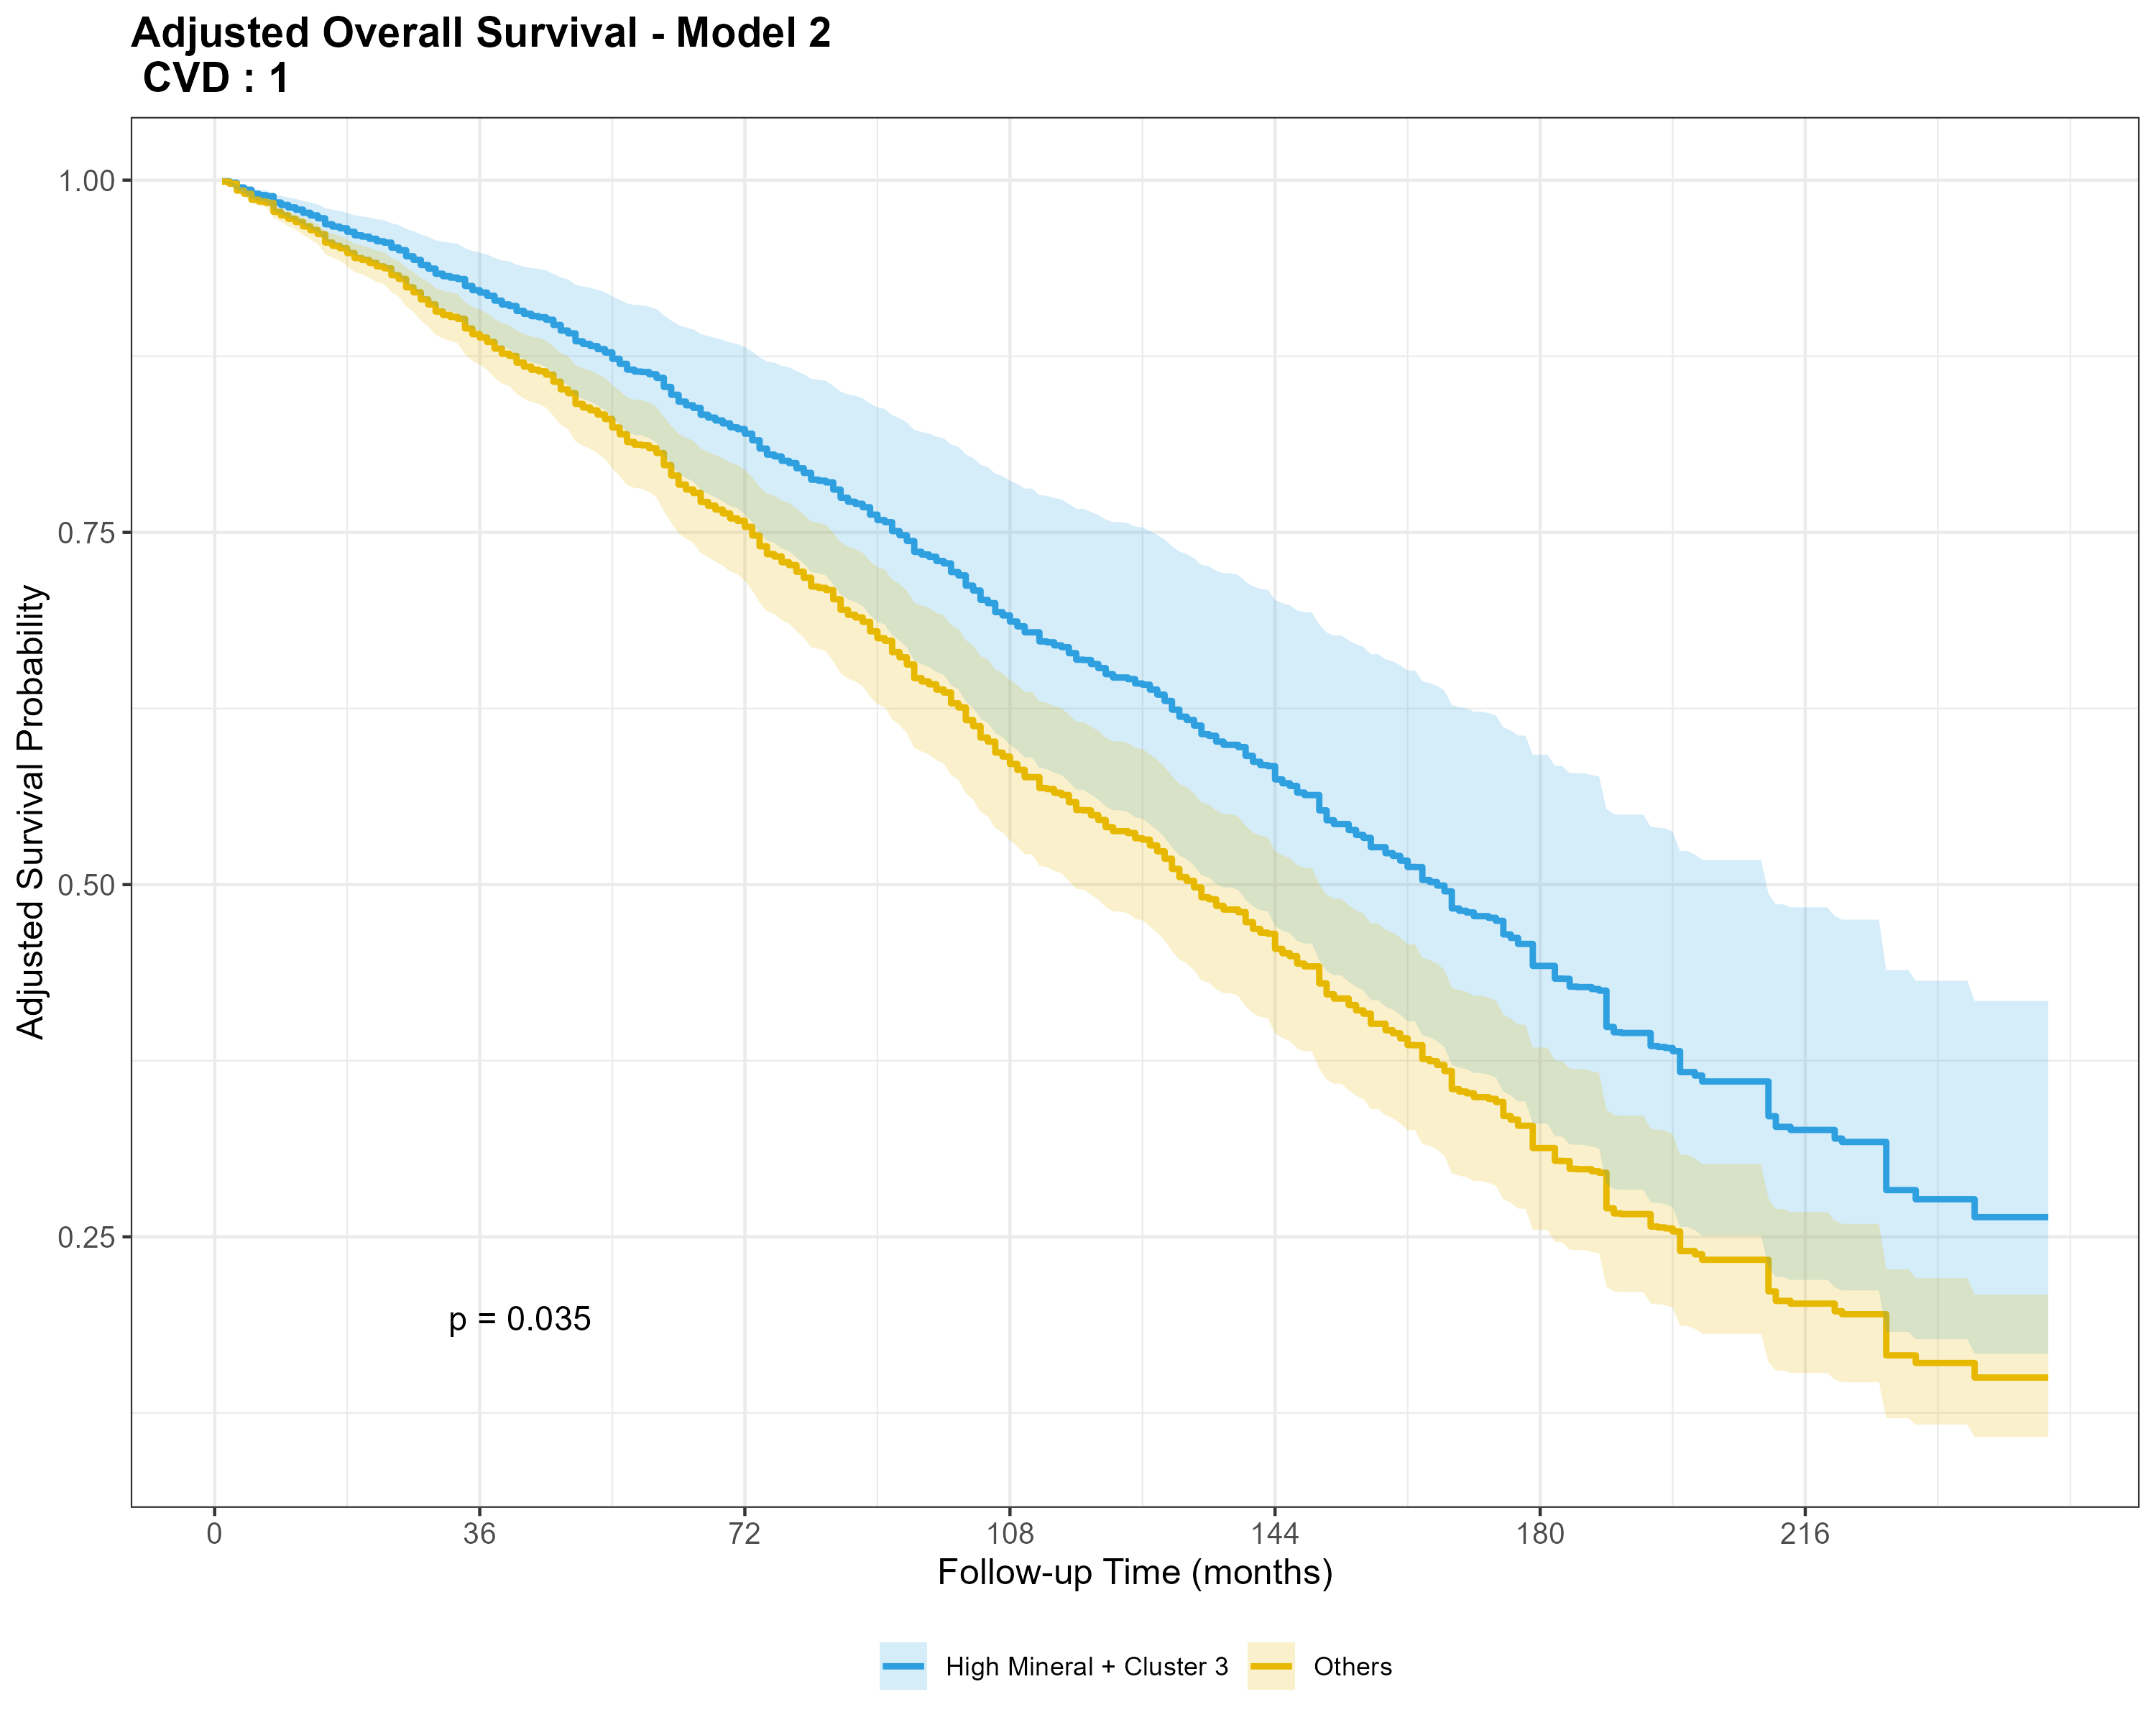 Adjusted Overall Survival - Model 2
CVD : 1
Adjusted Survival Probability
1.00
0.75
0.50
0.25
p = 0.035
0 36 72 108 144 180 216
Follow-up Time (months)
High Mineral + Cluster 3 Others